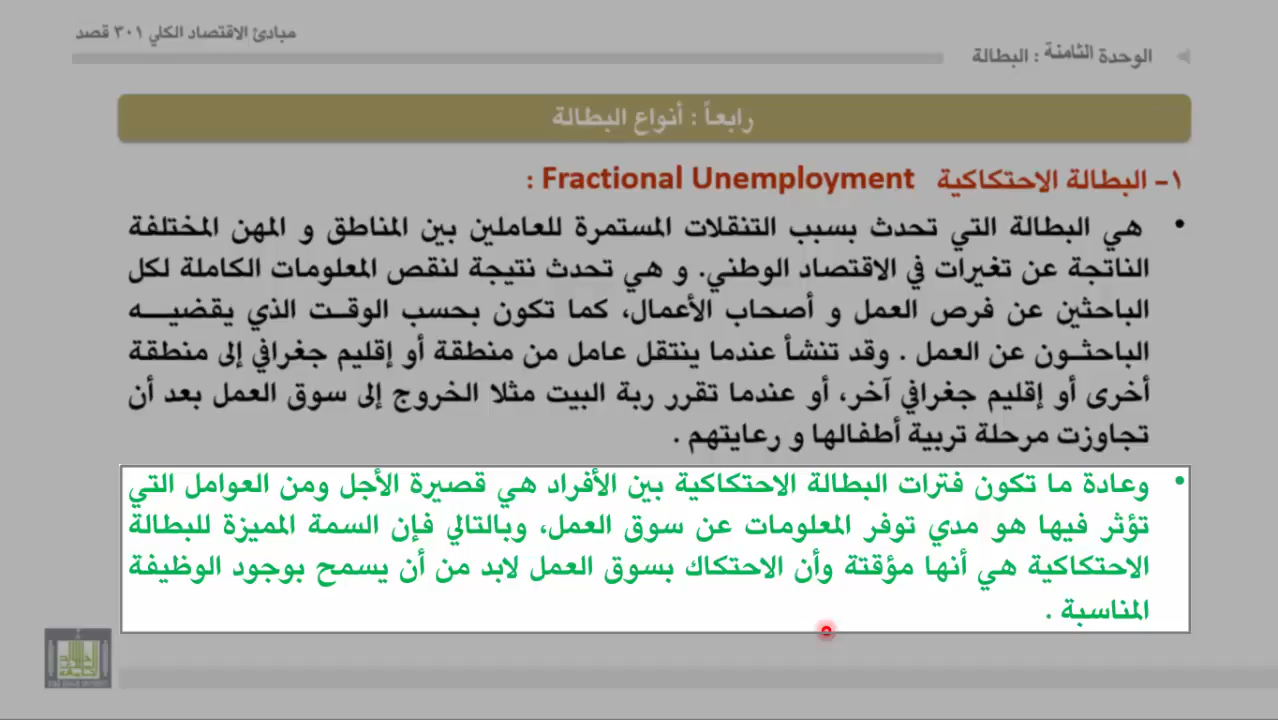 مبادئ الاقتصاد الكلي ٣٠١ قصد
الوحدة الثامنة : البطالة
رابعاً : أنواع البطالة
١- البطالة الاحتكاكية Fractional Unemployment :
• هي البطالة التي تحدث بسبب التنقلات المستمرة للعاملين بين المناطق و المهن المختلفة
الناتجة عن تغيرات في الاقتصاد الوطني. و هي تحدث نتيجة لنقص المعلومات الكاملة لكل
الباحثين عن فرص العمل و أصحاب الأعمال، كما تكون بحسب الوقـت الذي يقضيـــه
الباحثـون عن العمل . وقد تنشأ عندما ينتقل عامل من منطقة أو إقليم جغرافي إلى منطقة
أخرى أو إقليم جغرافي آخر، أو عندما تقرر ربة البيت مثلا الخروج إلى سوق العمل بعد أن
تجاوزت مرحلة تربية أطفالها و رعايتهم .
• وعادة ما تكون فترات البطالة الاحتكاكية بين الأفراد هي قصيرة الأجل ومن العوامل التي
تؤثر فيها هو مدي توفر المعلومات عن سوق العمل، وبالتالي فإن السمة المميزة للبطالة
الاحتكاكية هي أنها مؤقتة وأن الاحتكاك بسوق العمل لابد من أن يسمح بوجود الوظيفة
المناسبة .